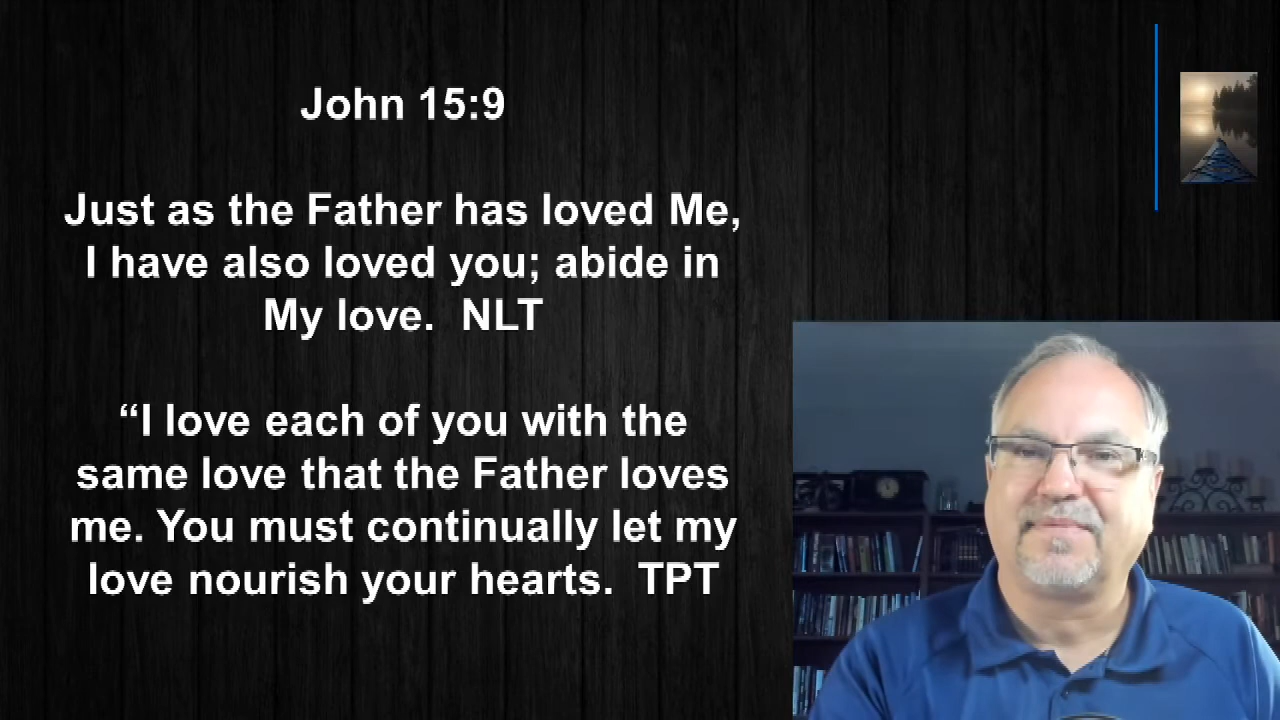 John 15:9
Just as the Father has loved Me,
I have also loved you; abide in
My love.  NLT
“I love each of you with the
same love that the Father loves
me. You must continually let my
love nourish your hearts.  TPT